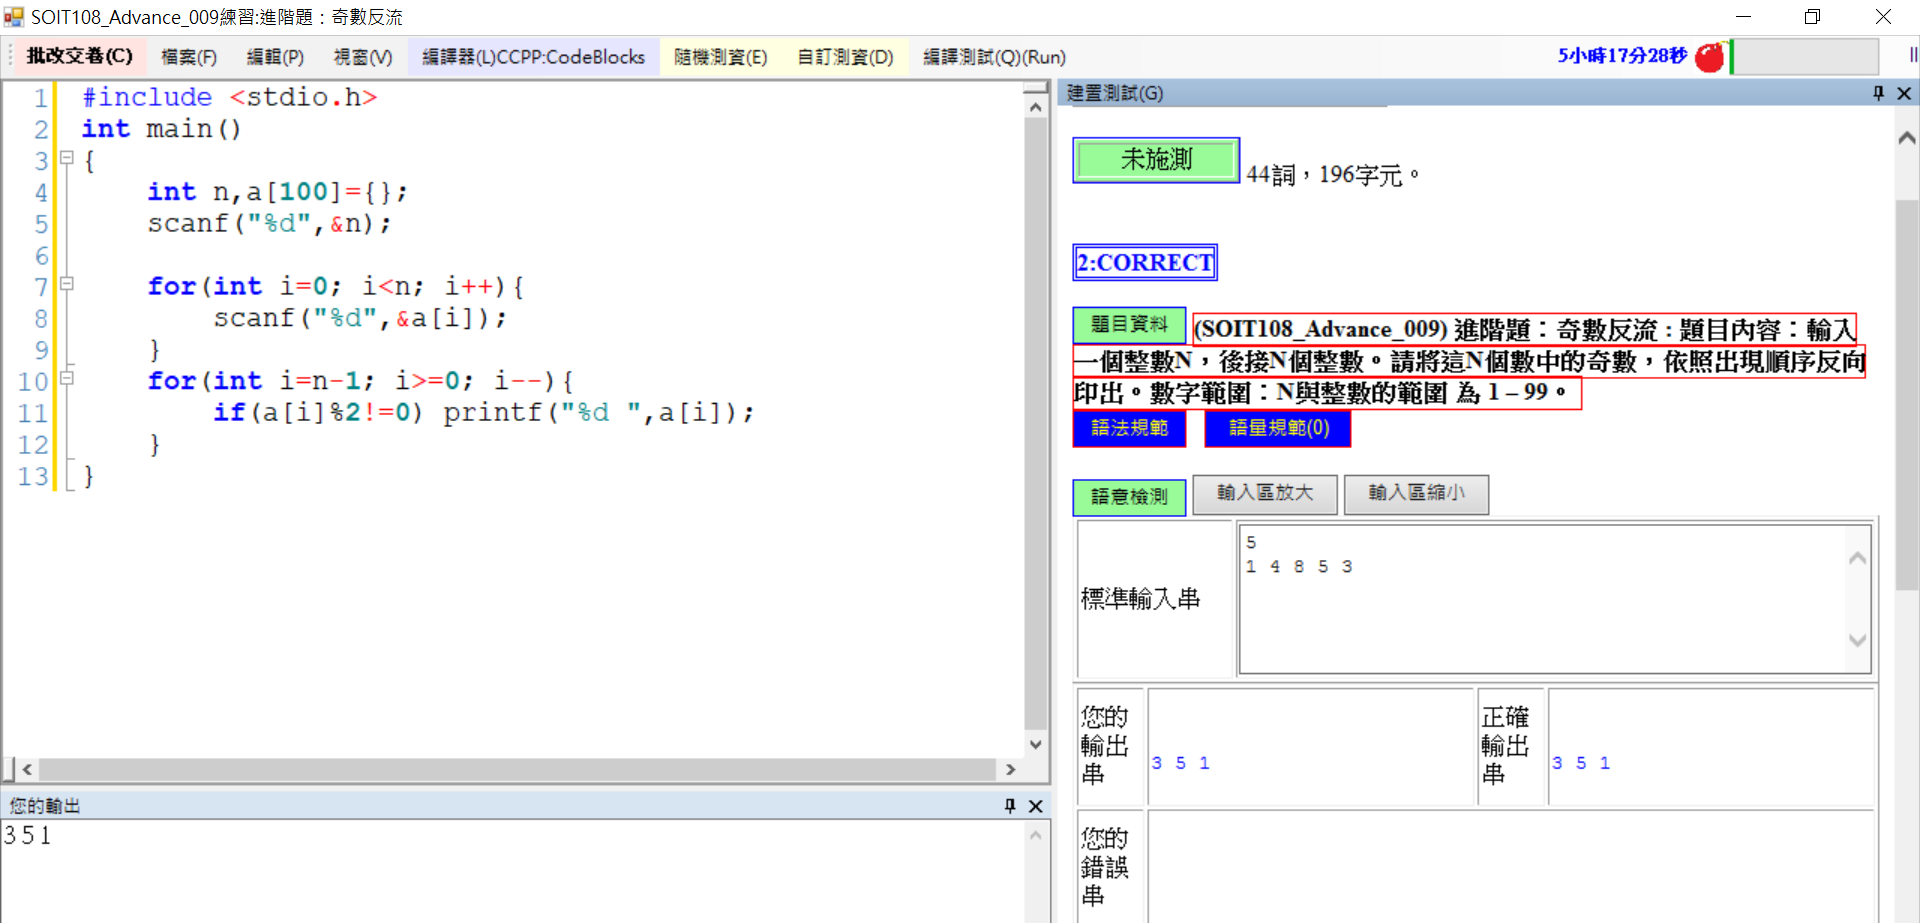 SOIT108_Advance_009練習:進階題：奇數反流
批改交卷(C) 檔案(F) 編輯(P) 視窗(V) 編譯器(L)CCPP:CodeBlocks 隨機測資(E) 自訂測資(D) 編譯測試(Q)(Run) 5小時17分28秒
1 #include <stdio.h>
2 int main()
3 {
4 int n,a[100]={};
5 scanf("%d",&n);
6
7 for(int i=0; i<n; i++){
8 scanf("%d",&a[i]);
9 }
10 for(int i=n-1; i>=0; i--){
11 if(a[i]%2!=0) printf("%d ",a[i]);
12 }
13 }
您的輸出
3 5 1
建置測試(G)
未施測 44詞，196字元。
2:CORRECT
題目資料 (SOIT108_Advance_009) 進階題：奇數反流 : 題目內容：輸入
一個整數N，後接N個整數。請將這N個數中的奇數，依照出現順序反向
印出。數字範圍：N與整數的範圍 為 1 – 99。
語法規範 語量規範(0)
語意檢測 輸入區放大 輸入區縮小
標準輸入串
5
1 4 8 5 3
您的輸出串
3 5 1
正確輸出串
3 5 1
您的錯誤串